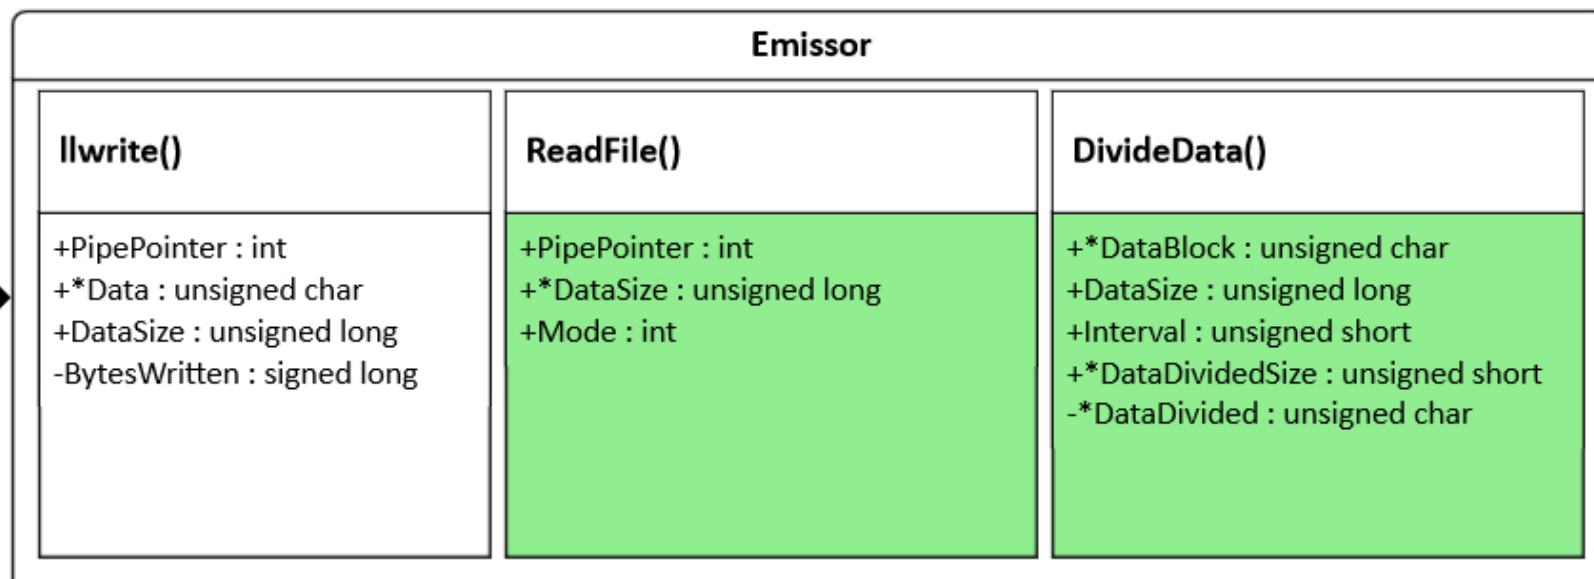 Emissor
llwrite()
+PipePointer : int
+*Data : unsigned char
+DataSize : unsigned long
-BytesWritten : signed long
ReadFile()
+PipePointer : int
+*DataSize : unsigned long
+Mode : int
DivideData()
+*DataBlock : unsigned char
+DataSize : unsigned long
+Interval : unsigned short
+*DataDividedSize : unsigned short
-*DataDivided : unsigned char